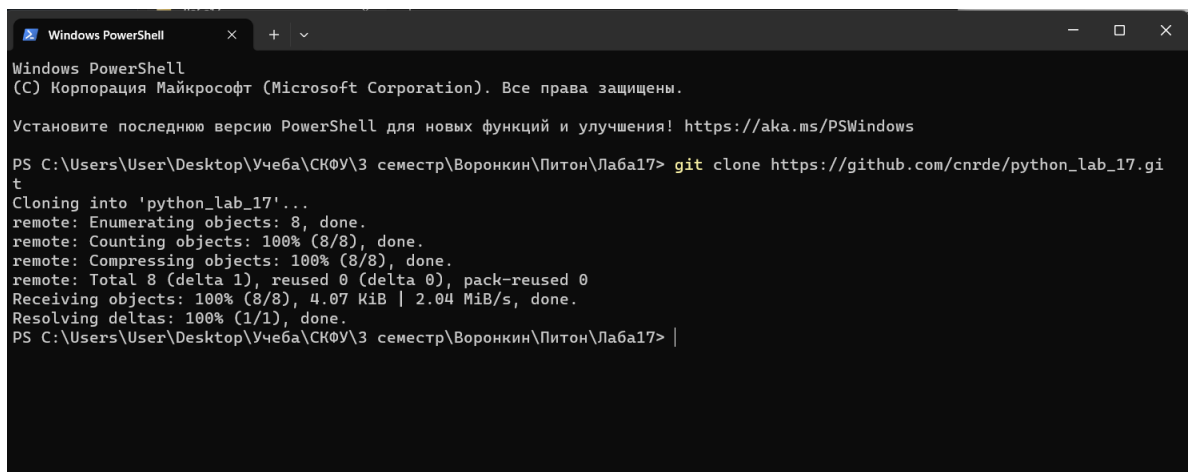 Windows PowerShell
Windows PowerShell
(C) Корпорация Майкрософт (Microsoft Corporation). Все права защищены.
Установите последнюю версию PowerShell для новых функций и улучшения! https://aka.ms/PSWindows
PS C:\Users\User\Desktop\Учеба\СКФУ\3 семестр\Воронкин\Питон\Лаба17> git clone https://github.com/cnrde/python_lab_17.gi
t
Cloning into 'python_lab_17'...
remote: Enumerating objects: 8, done.
remote: Counting objects: 100% (8/8), done.
remote: Compressing objects: 100% (8/8), done.
remote: Total 8 (delta 1), reused 0 (delta 0), pack-reused 0
Receiving objects: 100% (8/8), 4.07 KiB | 2.04 MiB/s, done.
Resolving deltas: 100% (1/1), done.
PS C:\Users\User\Desktop\Учеба\СКФУ\3 семестр\Воронкин\Питон\Лаба17>